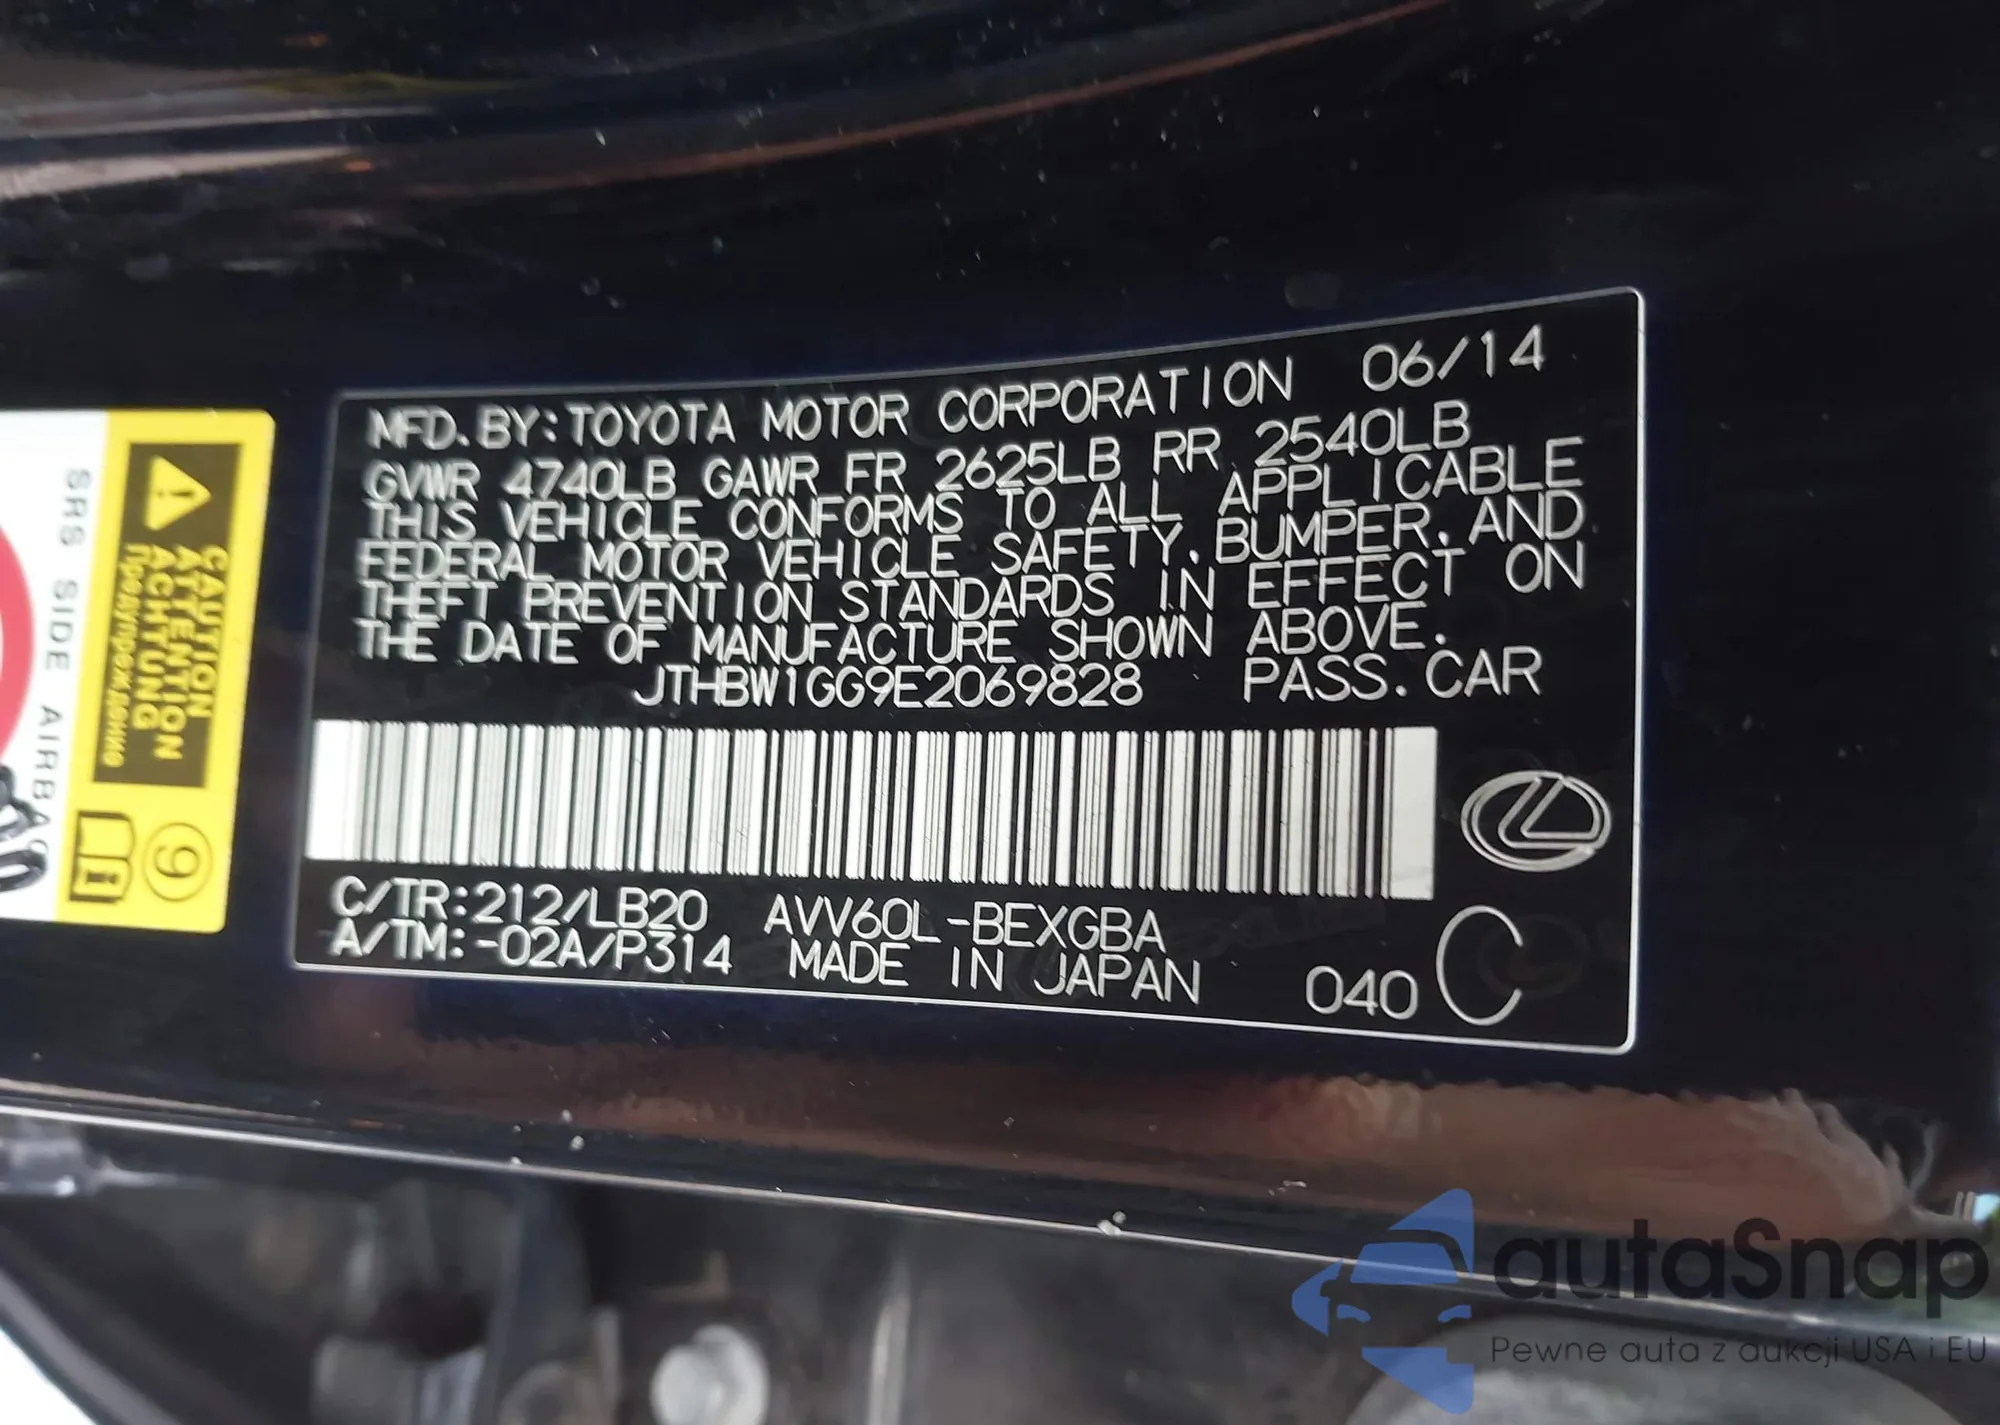 MFD. BY: TOYOTA MOTOR CORPORATION 06/14
GVWR 4740LB GAWR FR 2625LB RR 2540LB
THIS VEHICLE CONFORMS TO ALL APPLICABLE
FEDERAL MOTOR VEHICLE SAFETY, BUMPER, AND
THEFT PREVENTION STANDARDS IN EFFECT ON
THE DATE OF MANUFACTURE SHOWN ABOVE.
JTHBW1GG9E2069828 PASS. CAR
C/TR:212/LB20 AVV60L-BEXGBA
A/TM:-02A/P314 MADE IN JAPAN 040 C
CAUTION
ATTENTION
ACHTUNG
Предупреждение
9
SRS SIDE AIRBAG
autaSnap
Pewne auta z aukcji USA i EU